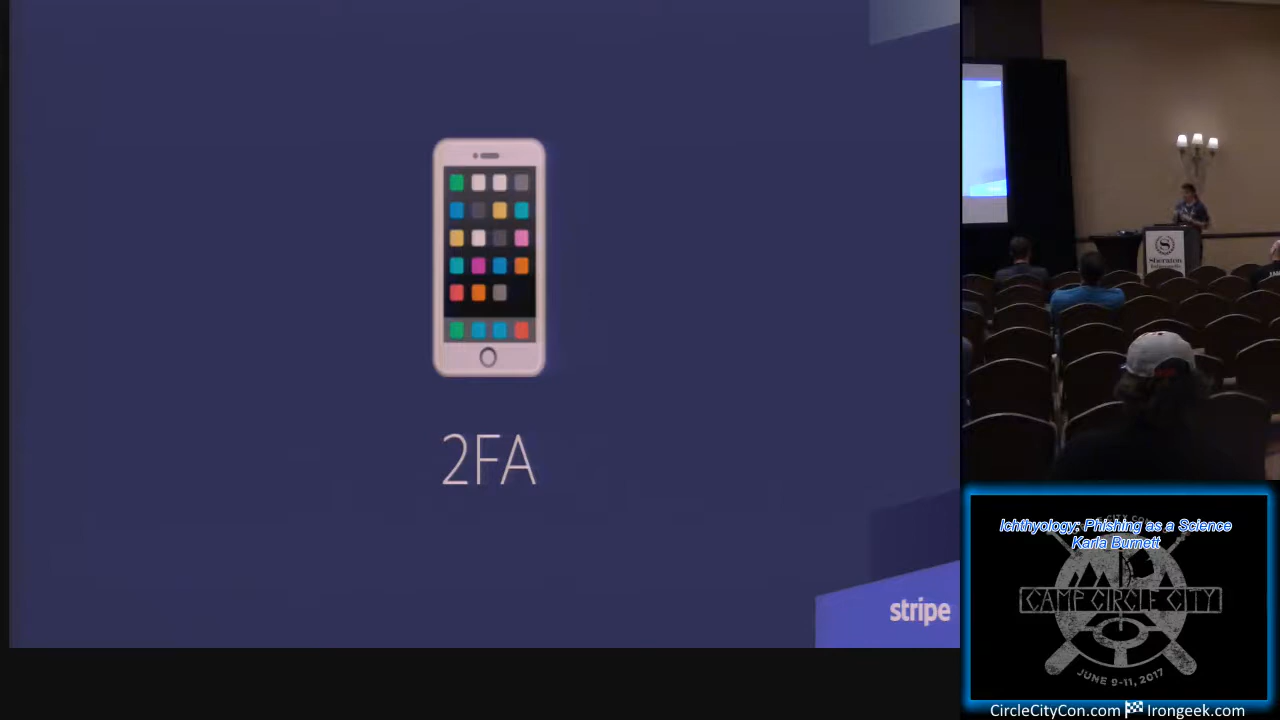 2FA
stripe
Sheraton
Ichthyology: Phishing as a Science
Karla Burnett
CAMP CIRCLE CITY
JUNE 9-11, 2017
CircleCityCon.com Irongeek.com